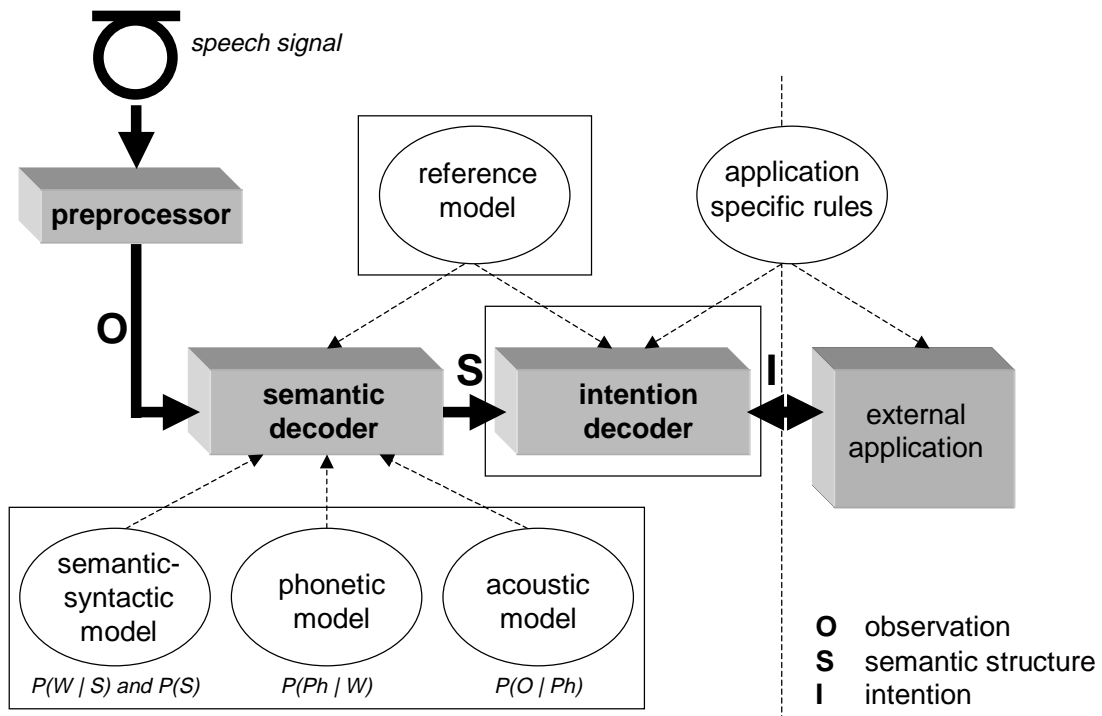 speech signal
preprocessor
reference
model
application
specific rules
O
S
I
semantic
decoder
intention
decoder
external
application
semantic-
syntactic
model
phonetic
model
acoustic
model
P(W | S) and P(S)
P(Ph | W)
P(O | Ph)
O observation
S semantic structure
I intention